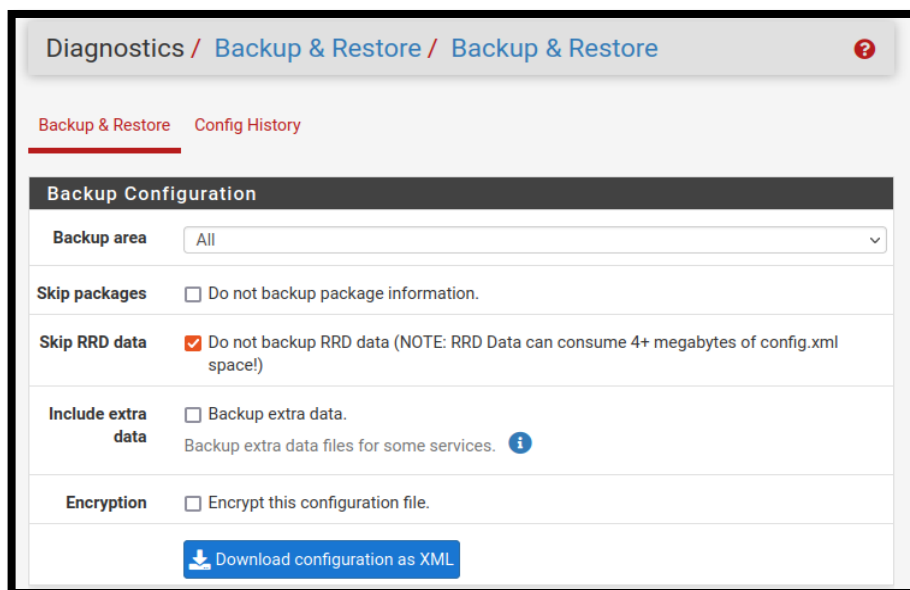 Diagnostics / Backup & Restore / Backup & Restore
Backup & Restore Config History
Backup Configuration
Backup area All
Skip packages Do not backup package information.
Skip RRD data Do not backup RRD data (NOTE: RRD Data can consume 4+ megabytes of config.xml
space!)
Include extra Backup extra data.
data
Backup extra data files for some services.
Encryption Encrypt this configuration file.
Download configuration as XML